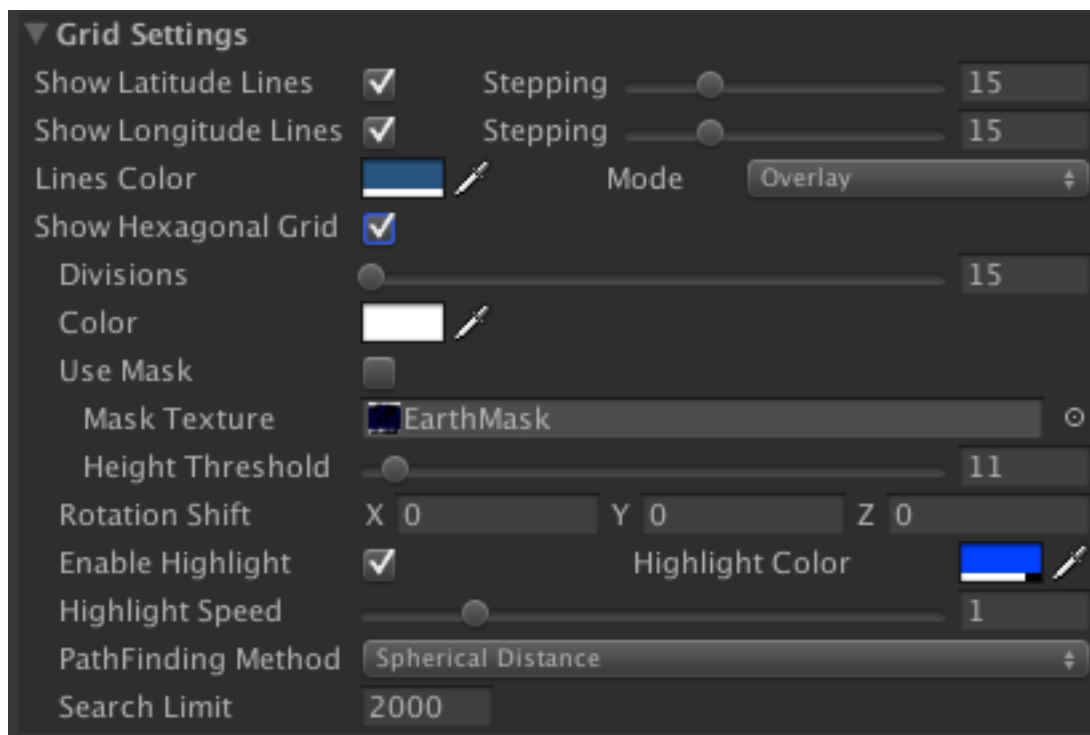 Grid Settings
Show Latitude Lines Stepping 15
Show Longitude Lines Stepping 15
Lines Color Mode Overlay
Show Hexagonal Grid
Divisions 15
Color
Use Mask
Mask Texture EarthMask
Height Threshold 11
Rotation Shift X 0 Y 0 Z 0
Enable Highlight Highlight Color
Highlight Speed 1
PathFinding Method Spherical Distance
Search Limit 2000